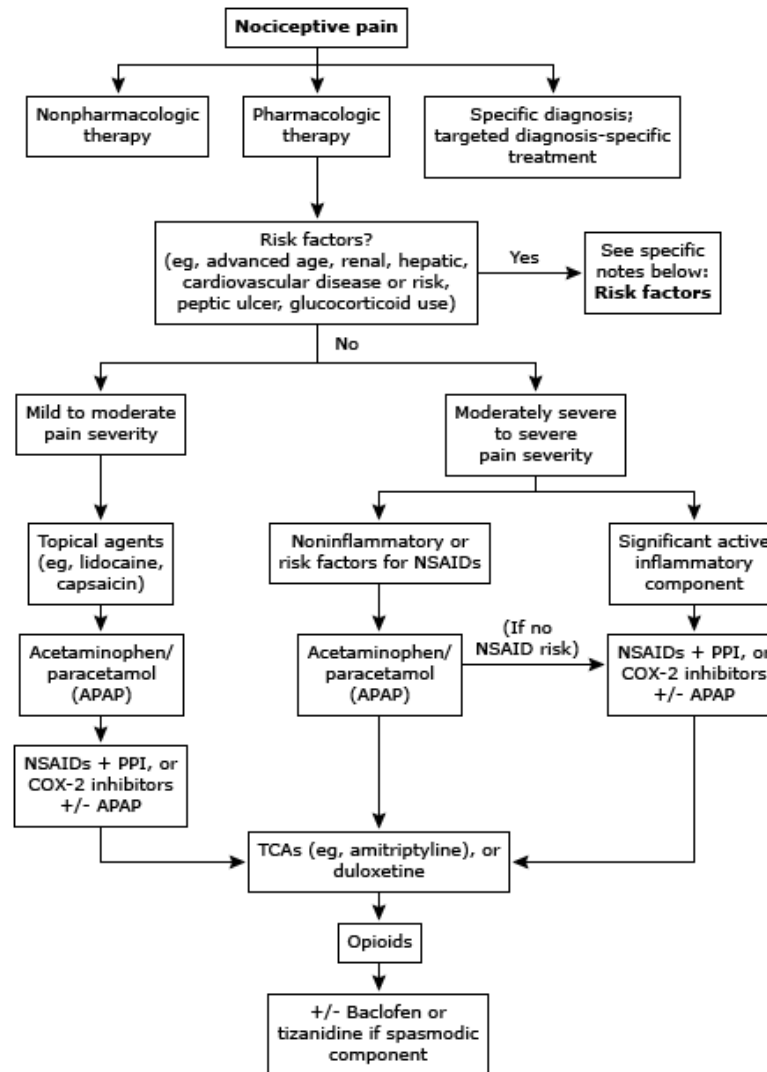 Nociceptive pain
Nonpharmacologic
therapy
Pharmacologic
therapy
Specific diagnosis;
targeted diagnosis-specific
treatment
Risk factors?
(eg, advanced age, renal, hepatic,
cardiovascular disease or risk,
peptic ulcer, glucocorticoid use)
Yes
See specific
notes below:
Risk factors
No
Mild to moderate
pain severity
Moderately severe
to severe
pain severity
Topical agents
(eg, lidocaine,
capsaicin)
Noninflammatory or
risk factors for NSAIDs
Significant active
inflammatory
component
Acetaminophen/
paracetamol
(APAP)
Acetaminophen/
paracetamol
(APAP)
(If no
NSAID risk)
NSAIDs + PPI, or
COX-2 inhibitors
+/- APAP
NSAIDs + PPI, or
COX-2 inhibitors
+/- APAP
TCAs (eg, amitriptyline), or
duloxetine
Opioids
+/- Baclofen or
tizanidine if spasmodic
component